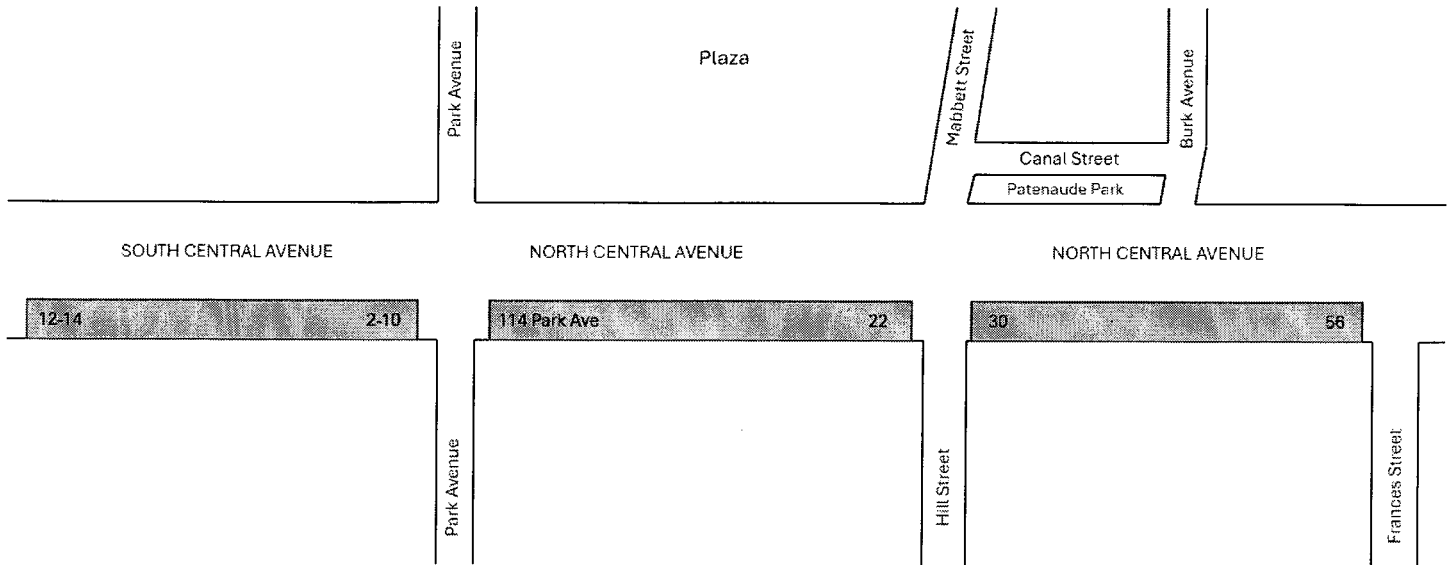 Plaza
Park Avenue
Mabbett Street
Burk Avenue
Canal Street
Patenaude Park
SOUTH CENTRAL AVENUE
NORTH CENTRAL AVENUE
NORTH CENTRAL AVENUE
12-14
2-10
114 Park Ave
22
30
56
Park Avenue
Hill Street
Frances Street